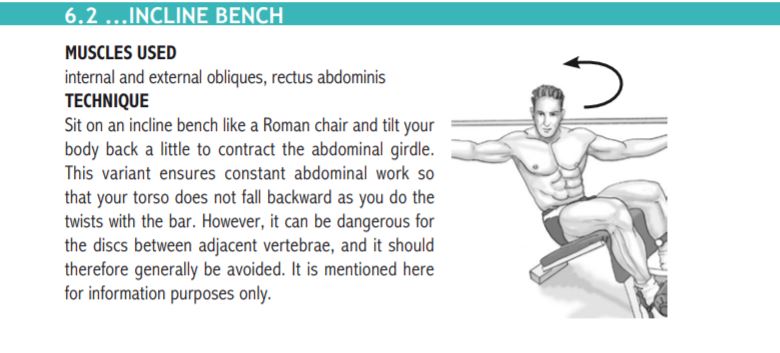 6.2 ...INCLINE BENCH
MUSCLES USED
internal and external obliques, rectus abdominis
TECHNIQUE
Sit on an incline bench like a Roman chair and tilt your
body back a little to contract the abdominal girdle.
This variant ensures constant abdominal work so
that your torso does not fall backward as you do the
twists with the bar. However, it can be dangerous for
the discs between adjacent vertebrae, and it should
therefore generally be avoided. It is mentioned here
for information purposes only.